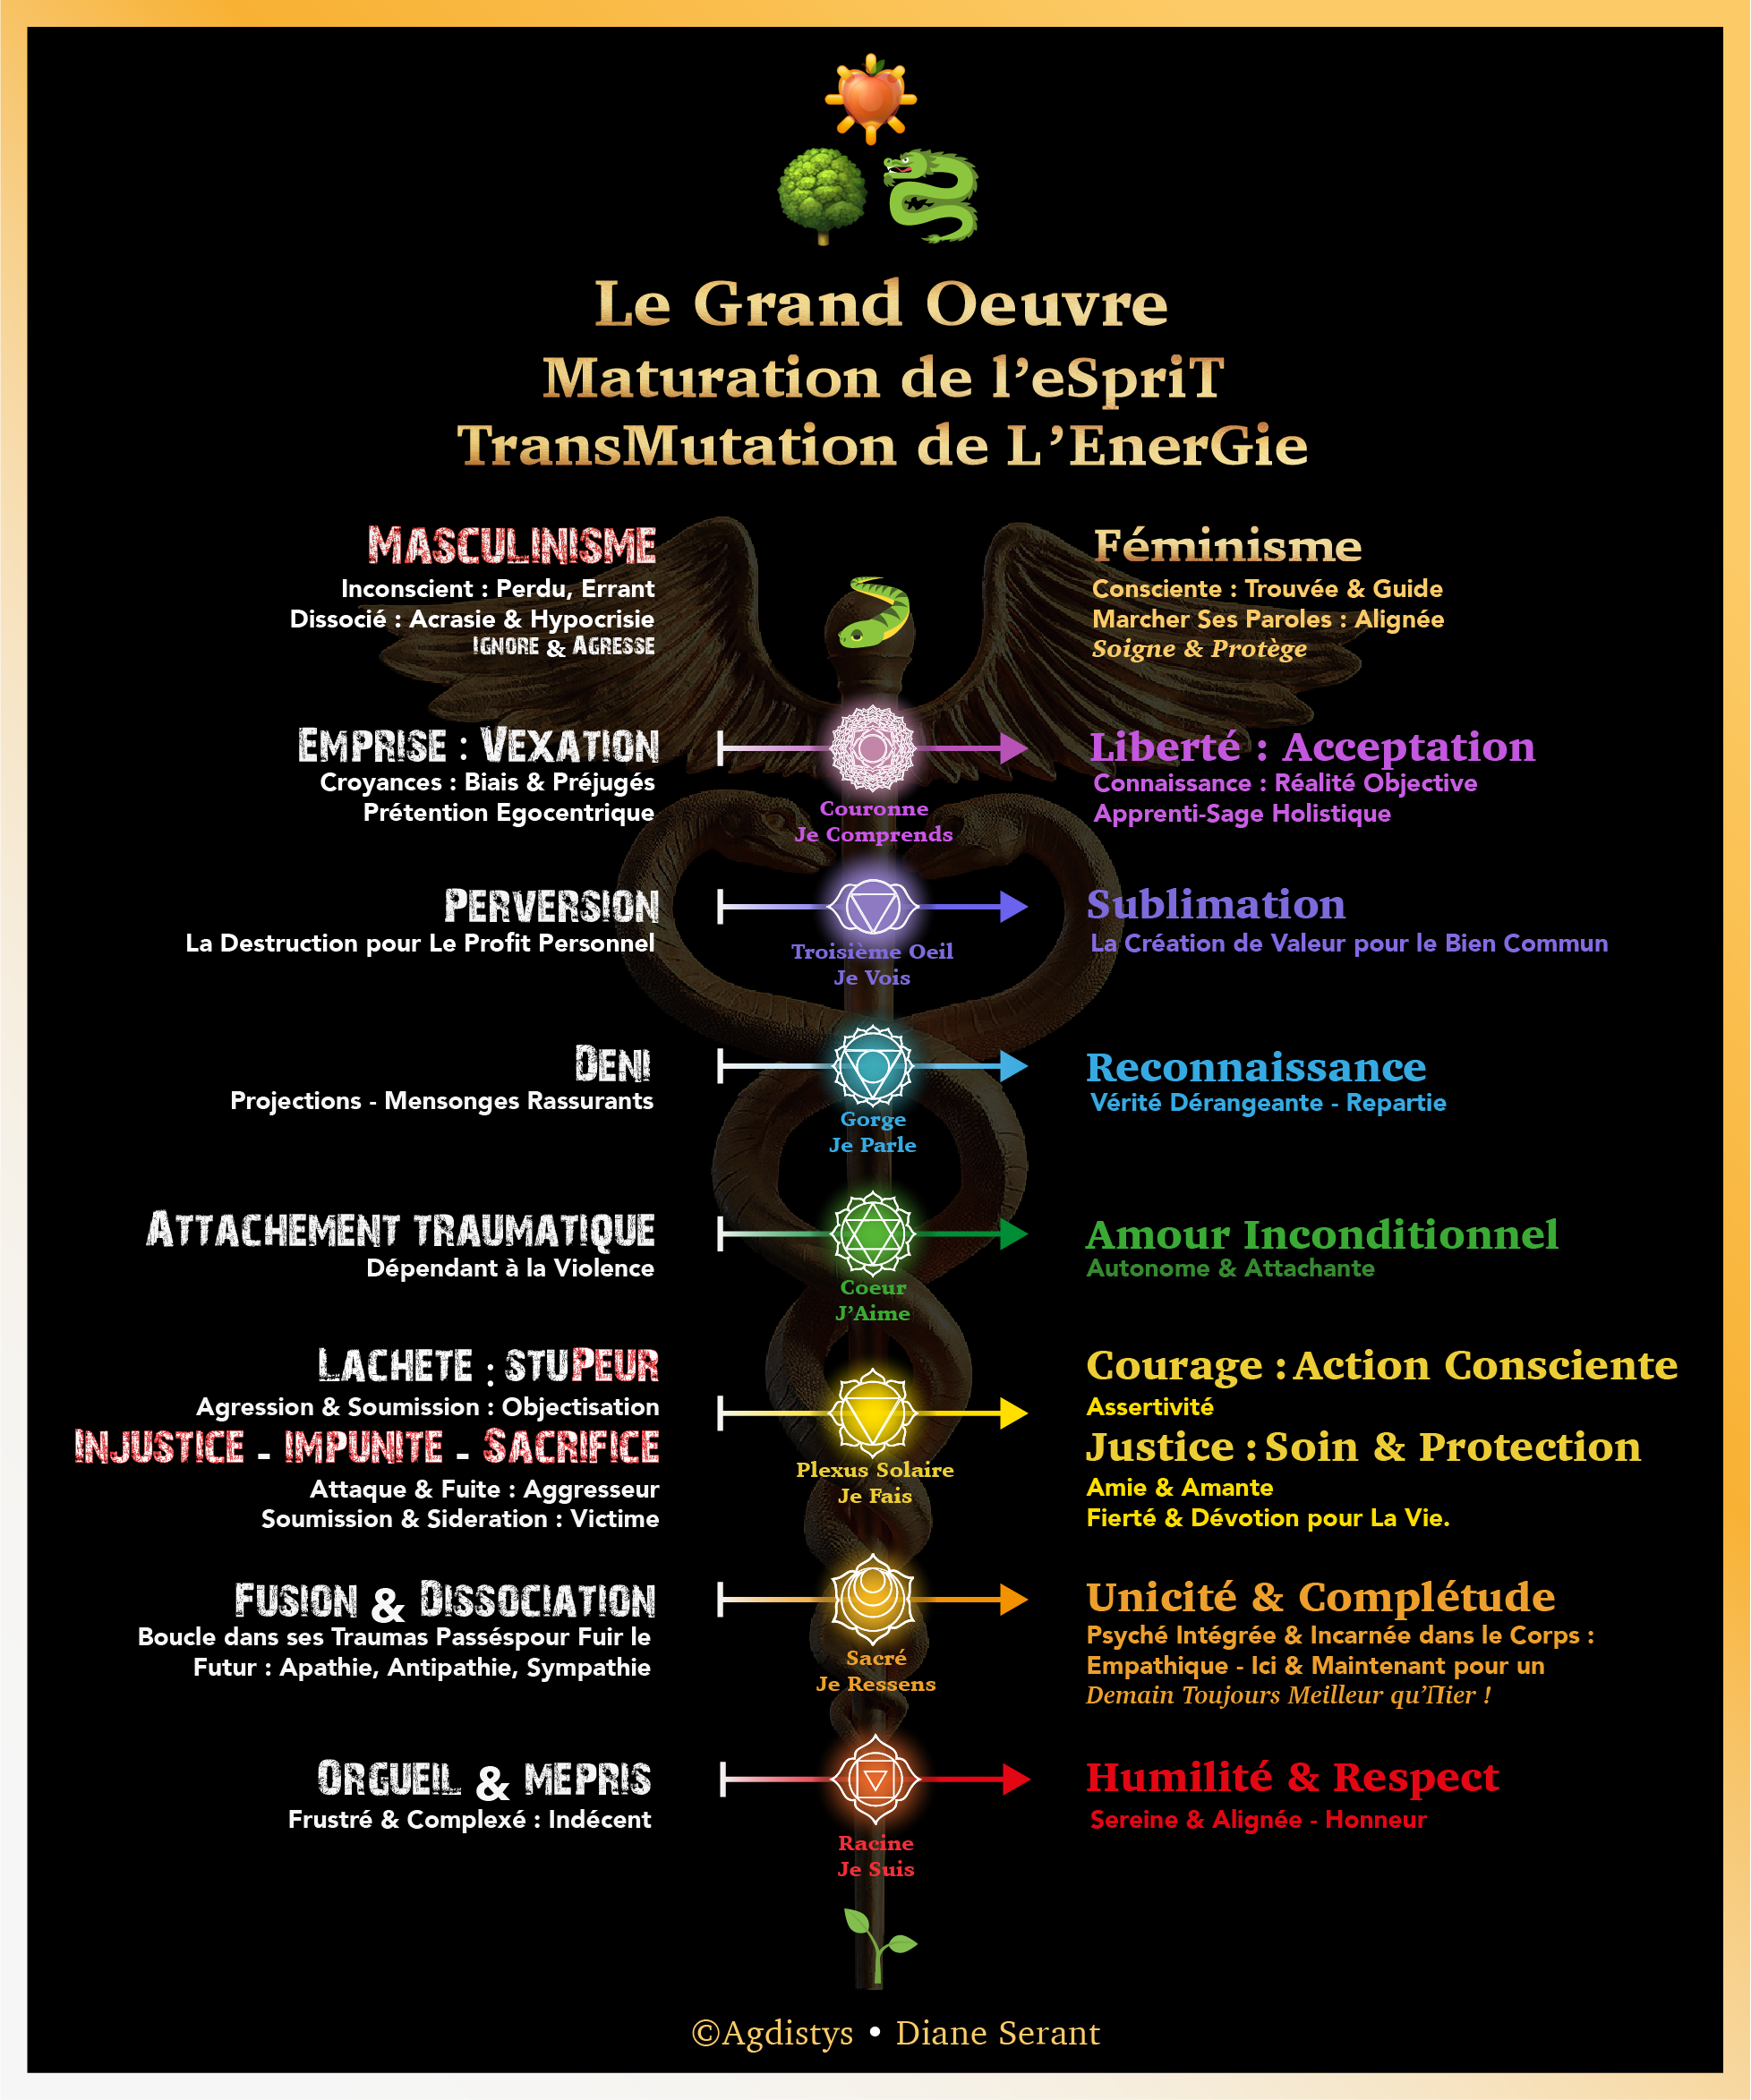 Le Grand Oeuvre
Maturation de l'eSpriT
TransMutation de L'EnerGie
MASCULINISME
Inconscient : Perdu, Errant
Dissocié : Acrasie & Hypocrisie
IGNORE & AGRESSE
Féminisme
Consciente : Trouvée & Guide
Marcher Ses Paroles : Alignée
Soigne & Protège
EMPRISE : VEXATION
Croyances : Biais & Préjugés
Prétention Egocentrique
Couronne
Je Comprends
Liberté : Acceptation
Connaissance : Réalité Objective
Apprenti-Sage Holistique
PERVERSION
La Destruction pour Le Profit Personnel
Troisième Oeil
Je Vois
Sublimation
La Création de Valeur pour le Bien Commun
DENI
Projections - Mensonges Rassurants
Gorge
Je Parle
Reconnaissance
Vérité Dérangeante - Repartie
ATTACHEMENT TRAUMATIQUE
Dépendant à la Violence
Coeur
J'Aime
Amour Inconditionnel
Autonome & Attachante
LACHETE : STUPEUR
Agression & Soumission : Objectisation
INJUSTICE - IMPUNITE - SACRIFICE
Attaque & Fuite : Aggresseur
Soumission & Sideration : Victime
Plexus Solaire
Je Fais
Courage : Action Consciente
Assertivité
Justice : Soin & Protection
Amie & Amante
Fierté & Dévotion pour La Vie.
FUSION & DISSOCIATION
Boucle dans ses Traumas Passéspour Fuir le
Futur : Apathie, Antipathie, Sympathie
Sacré
Je Ressens
Unicité & Complétude
Psyché Intégrée & Incarnée dans le Corps :
Empathique - Ici & Maintenant pour un
Demain Toujours Meilleur qu'Hier !
ORGUEIL & MEPRIS
Frustré & Complexé : Indécent
Racine
Je Suis
Humilité & Respect
Sereine & Alignée - Honneur
©Agdistys • Diane Serant